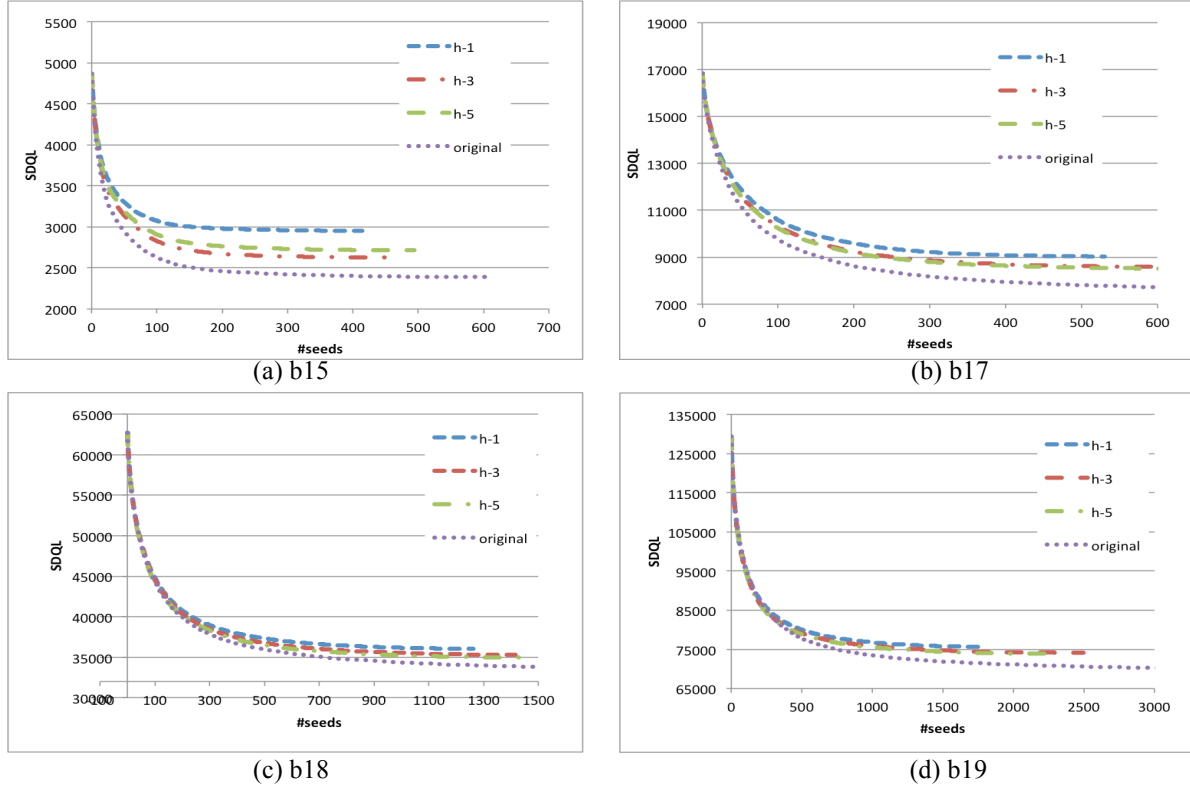 5500
5000
4500
4000
3500
3000
2500
2000
SDQL
0 100 200 300 400 500 600 700
#seeds
h-1
h-3
h-5
original
(a) b15
19000
17000
15000
13000
11000
9000
7000
SDQL
0 100 200 300 400 500 600
#seeds
h-1
h-3
h-5
original
(b) b17
65000
60000
55000
50000
45000
40000
35000
30000
SDQL
-100 100 300 500 700 900 1100 1300 1500
#seeds
h-1
h-3
h-5
original
(c) b18
135000
125000
115000
105000
95000
85000
75000
65000
SDQL
0 500 1000 1500 2000 2500 3000
#seeds
h-1
h-3
h-5
original
(d) b19